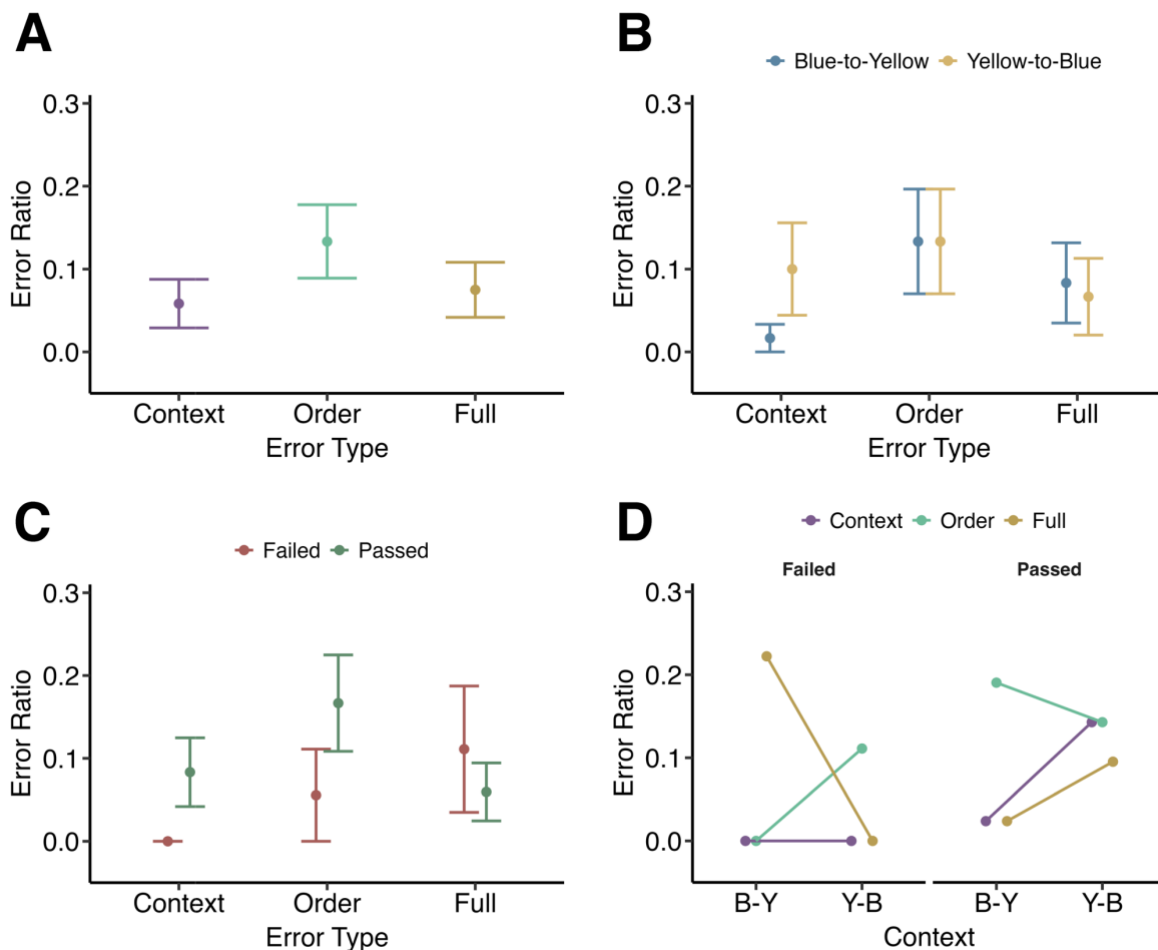 A
0.3
0.2
0.1
0.0
Error Ratio
Context Order Full
Error Type
B
Blue-to-Yellow Yellow-to-Blue
0.3
0.2
0.1
0.0
Error Ratio
Context Order Full
Error Type
C
Failed Passed
0.3
0.2
0.1
0.0
Error Ratio
Context Order Full
Error Type
D
Context Order Full
Failed Passed
0.3
0.2
0.1
0.0
Error Ratio
B-Y Y-B B-Y Y-B
Context